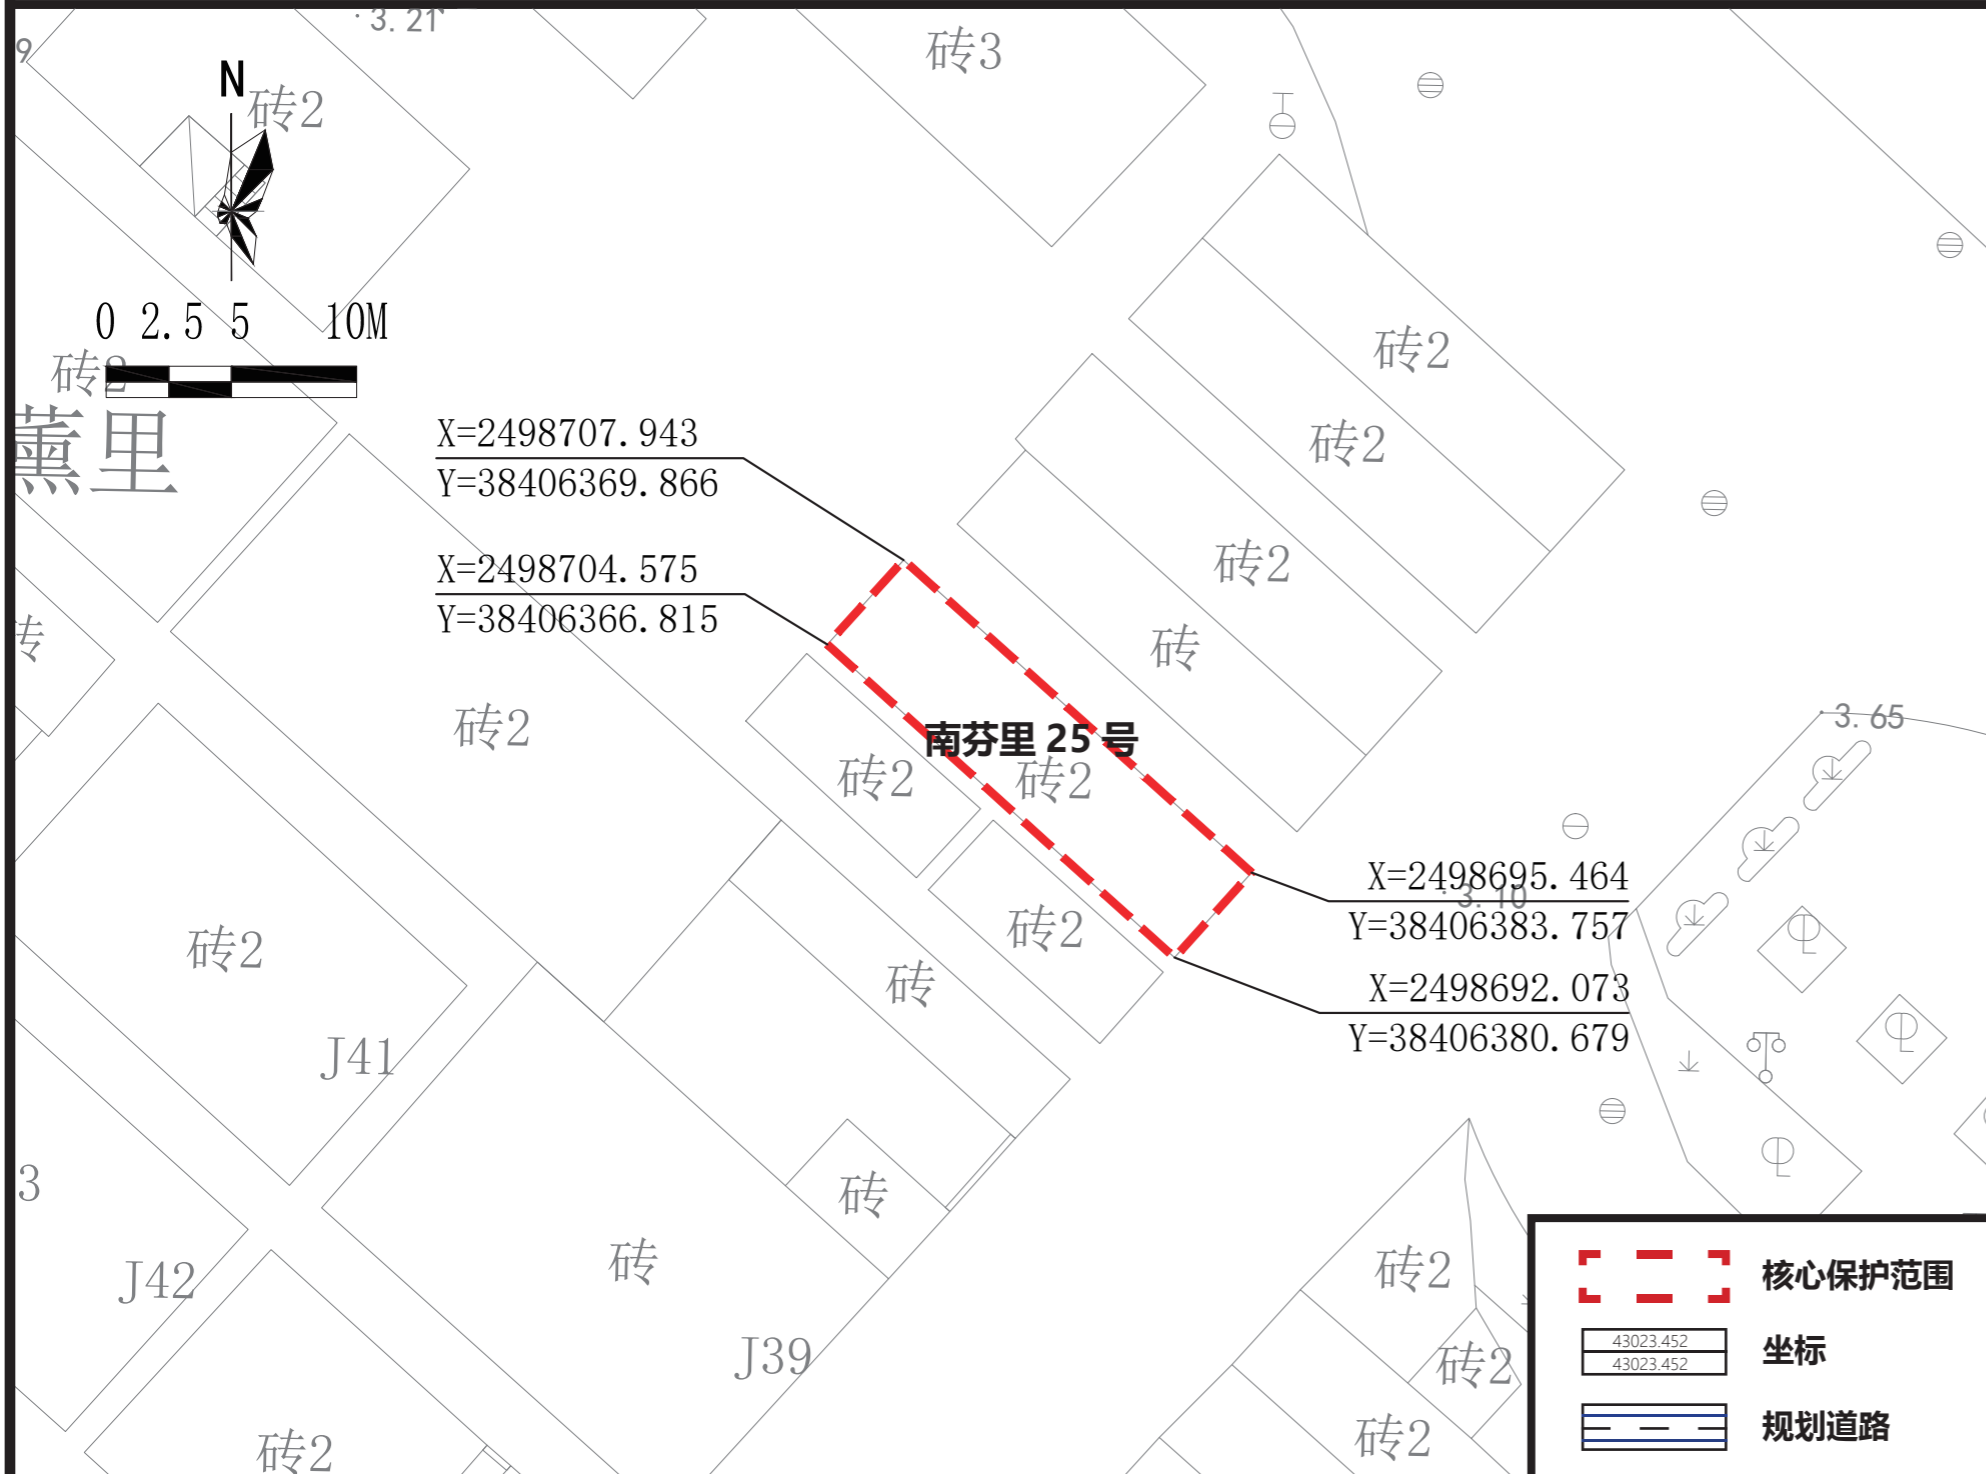 3.21
9
砖3
N
砖2
0 2.5 5 10M
砖2
薰里
砖2
X=2498707.943
Y=38406369.866
砖2
X=2498704.575
Y=38406366.815
砖2
砖
砖
砖2
南芬里 25 号
砖2
砖2
3.65
X=2498695.464
3.10
Y=38406383.757
砖2
砖2
砖
X=2498692.073
Y=38406380.679
J41
3
砖
J42
砖
砖2
核心保护范围
J39
43023.452
43023.452
坐标
砖2
砖2
砖2
规划道路